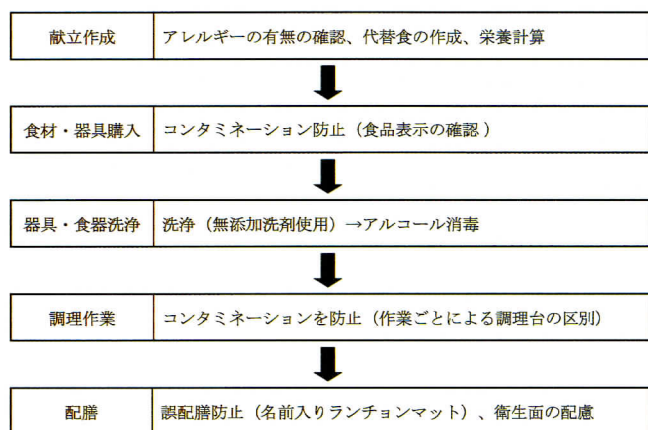 献立作成 アレルギーの有無の確認、代替食の作成、栄養計算
食材・器具購入 コンタミネーション防止（食品表示の確認）
器具・食器洗浄 洗浄（無添加洗剤使用）→アルコール消毒
調理作業 コンタミネーションを防止（作業ごとによる調理台の区別）
配膳 誤配膳防止（名前入りランチョンマット）、衛生面の配慮